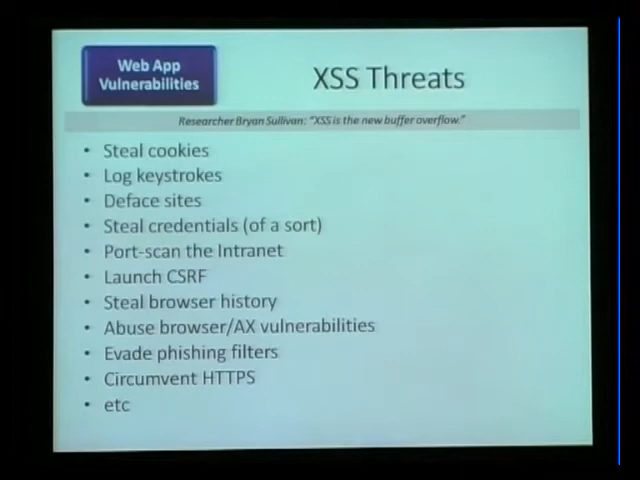 Web App
Vulnerabilities
XSS Threats
Researcher Bryan Sullivan: "XSS is the new buffer overflow."
• Steal cookies
• Log keystrokes
• Deface sites
• Steal credentials (of a sort)
• Port-scan the Intranet
• Launch CSRF
• Steal browser history
• Abuse browser/AX vulnerabilities
• Evade phishing filters
• Circumvent HTTPS
• etc